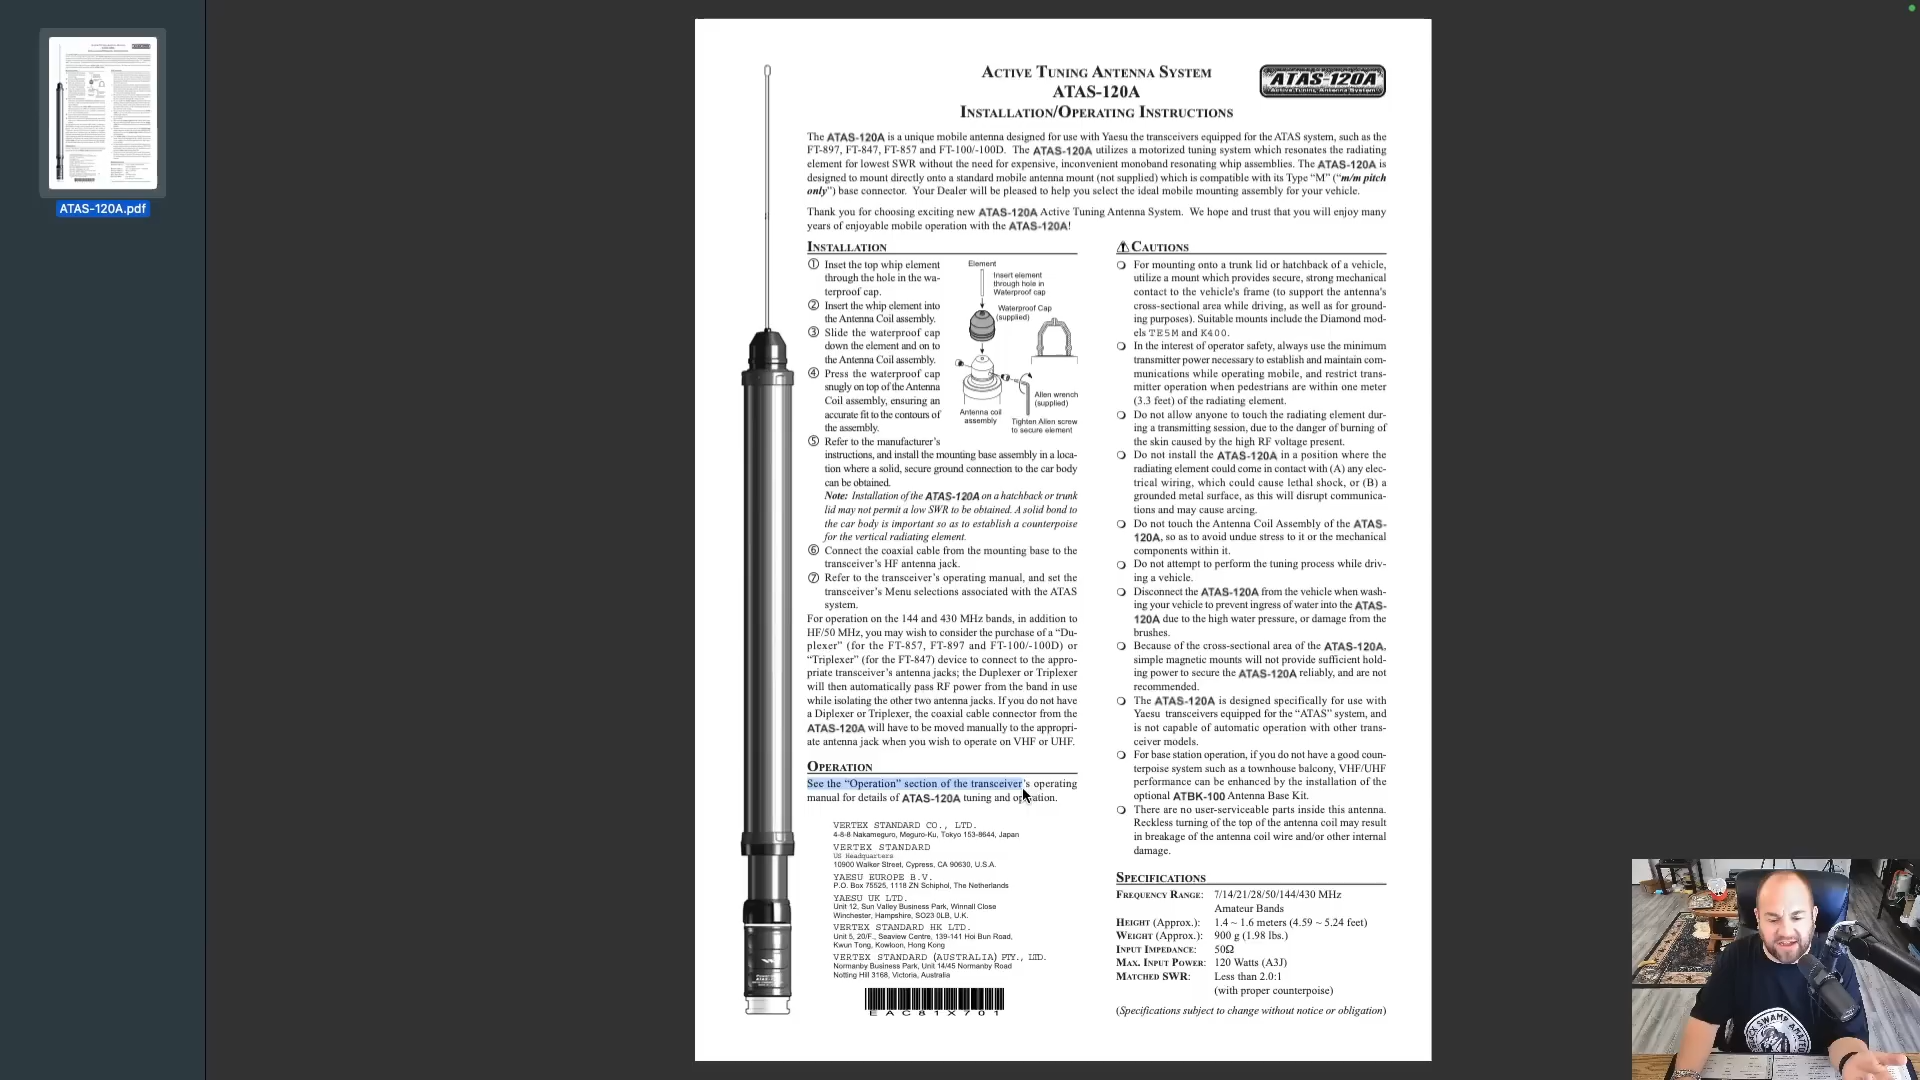 ATAS-120A.pdf
ACTIVE TUNING ANTENNA SYSTEM
ATAS-120A
INSTALLATION/OPERATING INSTRUCTIONS
ATAS-120A
Active Tuning Antenna System
The ATAS-120A is a unique mobile antenna designed for use with Yaesu the transceivers equipped for the ATAS system, such as the
FT-897, FT-847, FT-857 and FT-100/-100D. The ATAS-120A utilizes a motorized tuning system which resonates the radiating
element for lowest SWR without the need for expensive, inconvenient monoband resonating whip assemblies. The ATAS-120A is
designed to mount directly onto a standard mobile antenna mount (not supplied) which is compatible with its Type “M” (“m/m pitch
only”) base connector. Your Dealer will be pleased to help you select the ideal mobile mounting assembly for your vehicle.
Thank you for choosing exciting new ATAS-120A Active Tuning Antenna System. We hope and trust that you will enjoy many
years of enjoyable mobile operation with the ATAS-120A!
INSTALLATION
① Inset the top whip element
through the hole in the wa-
terproof cap.
② Insert the whip element into
the Antenna Coil assembly.
③ Slide the waterproof cap
down the element and on to
the Antenna Coil assembly.
④ Press the waterproof cap
snugly on top of the Antenna
Coil assembly, ensuring an
accurate fit to the contours of
the assembly.
⑤ Refer to the manufacturer’s
instructions, and install the mounting base assembly in a loca-
tion where a solid, secure ground connection to the car body
can be obtained.
Note: Installation of the ATAS-120A on a hatchback or trunk
lid may not permit a low SWR to be obtained. A solid bond to
the car body is important so as to establish a counterpoise
for the vertical radiating element.
⑥ Connect the coaxial cable from the mounting base to the
transceiver’s HF antenna jack.
⑦ Refer to the transceiver’s operating manual, and set the
transceiver’s Menu selections associated with the ATAS
system.
Element
Insert element
through hole in
Waterproof cap
Waterproof Cap
(supplied)
Allen wrench
(supplied)
Antenna coil
assembly
Tighten Allen screw
to secure element
For operation on the 144 and 430 MHz bands, in addition to
HF/50 MHz, you may wish to consider the purchase of a “Du-
plexer” (for the FT-857, FT-897 and FT-100/-100D) or
“Triplexer” (for the FT-847) device to connect to the appro-
priate transceiver’s antenna jacks; the Duplexer or Triplexer
will then automatically pass RF power from the band in use
while isolating the other two antenna jacks. If you do not have
a Diplexer or Triplexer, the coaxial cable connector from the
ATAS-120A will have to be moved manually to the appropri-
ate antenna jack when you wish to operate on VHF or UHF.
OPERATION
See the “Operation” section of the transceiver’s operating
manual for details of ATAS-120A tuning and operation.
VERTEX STANDARD CO., LTD.
4-8-8 Nakameguro, Meguro-Ku, Tokyo 153-8644, Japan
VERTEX STANDARD
US Headquarters
10900 Walker Street, Cypress, CA 90630, U.S.A.
YAESU EUROPE B.V.
P.O. Box 75525, 1118 ZN Schiphol, The Netherlands
YAESU UK LTD.
Unit 12, Sun Valley Business Park, Winnall Close
Winchester, Hampshire, SO23 0LB, U.K.
VERTEX STANDARD HK LTD.
Unit 5, 20/F., Seaview Centre, 139-141 Hoi Bun Road,
Kwun Tong, Kowloon, Hong Kong
VERTEX STANDARD (AUSTRALIA) PTY., LTD.
Normanby Business Park, Unit 14/45 Normanby Road
Notting Hill 3168, Victoria, Australia
EAC81X701
⚠ CAUTIONS
❍ For mounting onto a trunk lid or hatchback of a vehicle,
utilize a mount which provides secure, strong mechanical
contact to the vehicle's frame (to support the antenna's
cross-sectional area while driving, as well as for ground-
ing purposes). Suitable mounts include the Diamond mod-
els TE5M and K400.
❍ In the interest of operator safety, always use the minimum
transmitter power necessary to establish and maintain com-
munications while operating mobile, and restrict trans-
mitter operation when pedestrians are within one meter
(3.3 feet) of the radiating element.
❍ Do not allow anyone to touch the radiating element dur-
ing a transmitting session, due to the danger of burning of
the skin caused by the high RF voltage present.
❍ Do not install the ATAS-120A in a position where the
radiating element could come in contact with (A) any elec-
trical wiring, which could cause lethal shock, or (B) a
grounded metal surface, as this will disrupt communica-
tions and may cause arcing.
❍ Do not touch the Antenna Coil Assembly of the ATAS-
120A, so as to avoid undue stress to it or the mechanical
components within it.
❍ Do not attempt to perform the tuning process while driv-
ing a vehicle.
❍ Disconnect the ATAS-120A from the vehicle when wash-
ing your vehicle to prevent ingress of water into the ATAS-
120A due to the high water pressure, or damage from the
brushes.
❍ Because of the cross-sectional area of the ATAS-120A,
simple magnetic mounts will not provide sufficient hold-
ing power to secure the ATAS-120A reliably, and are not
recommended.
❍ The ATAS-120A is designed specifically for use with
Yaesu transceivers equipped for the “ATAS” system, and
is not capable of automatic operation with other trans-
ceiver models.
❍ For base station operation, if you do not have a good coun-
terpoise system such as a townhouse balcony, VHF/UHF
performance can be enhanced by the installation of the
optional ATBK-100 Antenna Base Kit.
❍ There are no user-serviceable parts inside this antenna.
Reckless turning of the top of the antenna coil may result
in breakage of the antenna coil wire and/or other internal
damage.
SPECIFICATIONS
FREQUENCY RANGE: 7/14/21/28/50/144/430 MHz
Amateur Bands
HEIGHT (Approx.): 1.4 ~ 1.6 meters (4.59 ~ 5.24 feet)
WEIGHT (Approx.): 900 g (1.98 lbs.)
INPUT IMPEDANCE: 50Ω
MAX. INPUT POWER: 120 Watts (A3J)
MATCHED SWR: Less than 2.0:1
(with proper counterpoise)
(Specifications subject to change without notice or obligation)